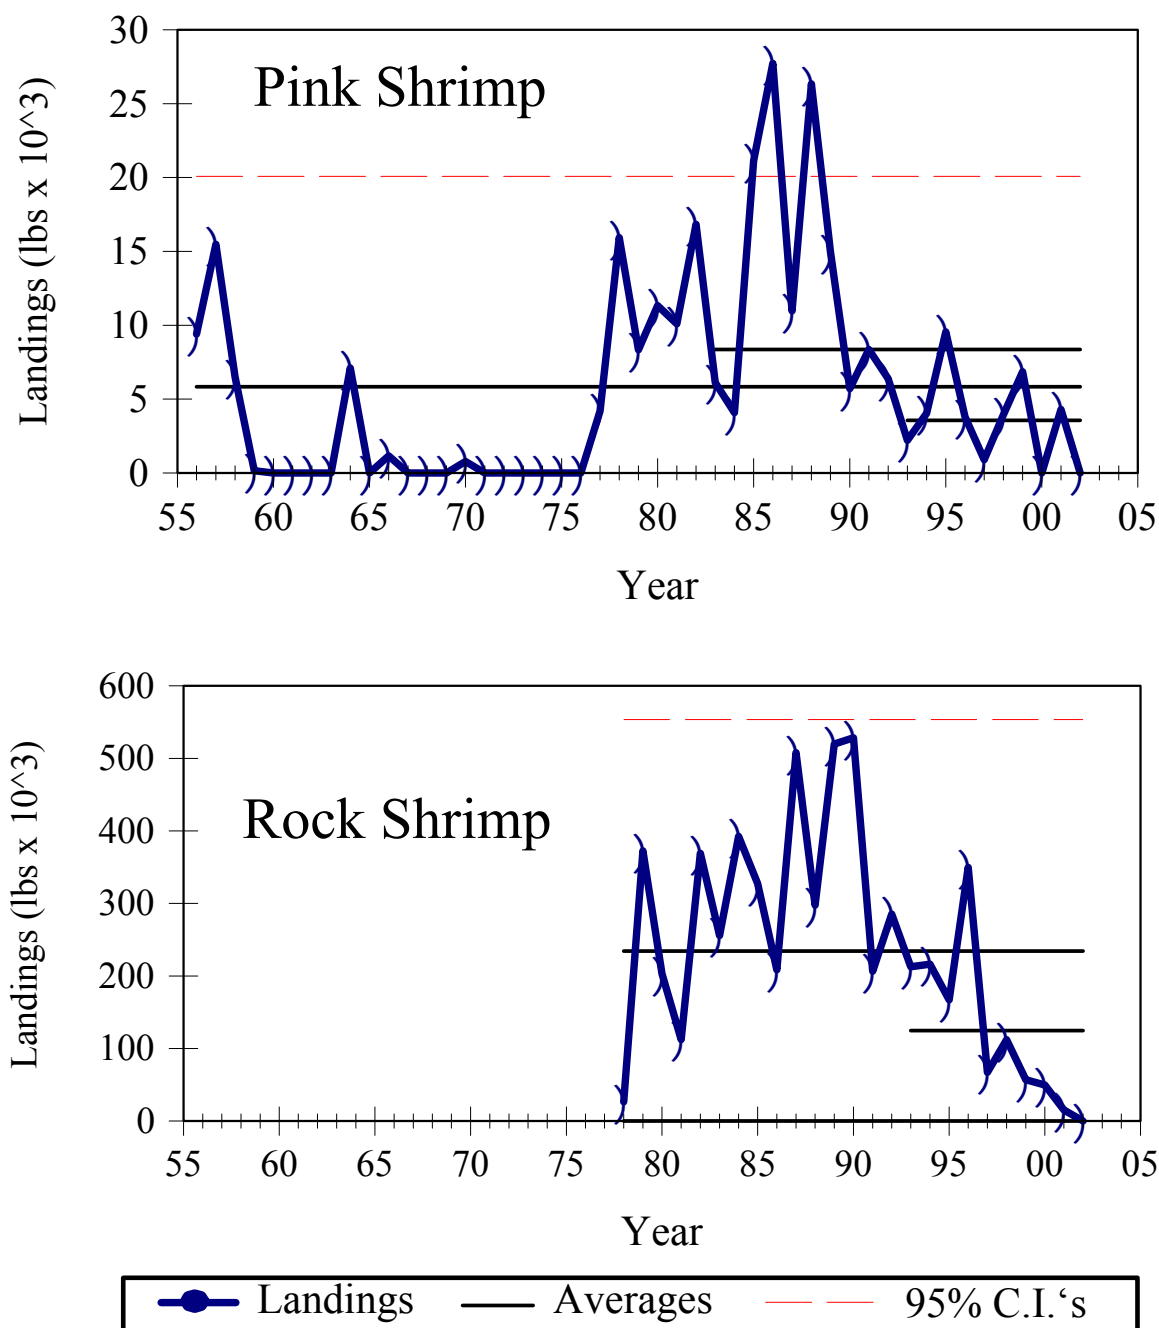 Pink Shrimp
Landings (lbs x 10^3)
30
25
20
15
10
5
0
55 60 65 70 75 80 85 90 95 00 05
Year
Rock Shrimp
Landings (lbs x 10^3)
600
500
400
300
200
100
0
55 60 65 70 75 80 85 90 95 00 05
Year
Landings Averages 95% C.I.‘s